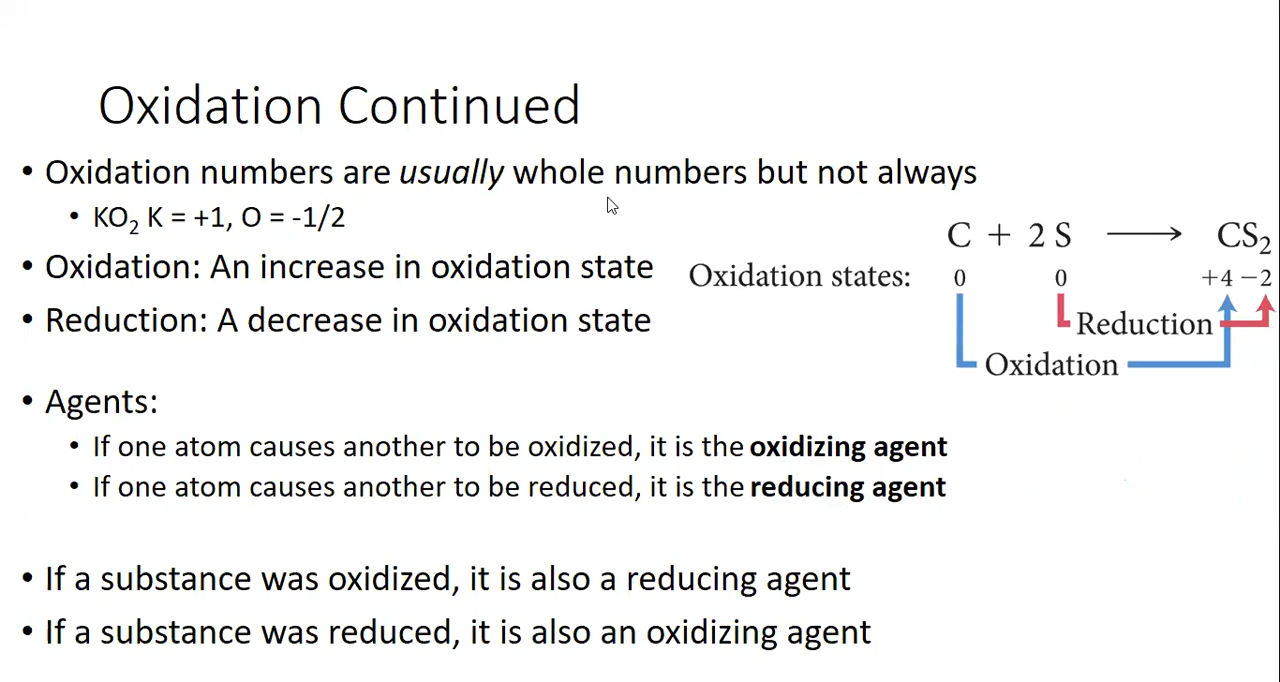 Oxidation Continued
• Oxidation numbers are usually whole numbers but not always
• KO₂ K = +1, O = -1/2
• Oxidation: An increase in oxidation state
• Reduction: A decrease in oxidation state
C + 2 S ⟶ CS₂
Oxidation states: 0 0 +4 −2
Reduction
Oxidation
• Agents:
• If one atom causes another to be oxidized, it is the oxidizing agent
• If one atom causes another to be reduced, it is the reducing agent
• If a substance was oxidized, it is also a reducing agent
• If a substance was reduced, it is also an oxidizing agent